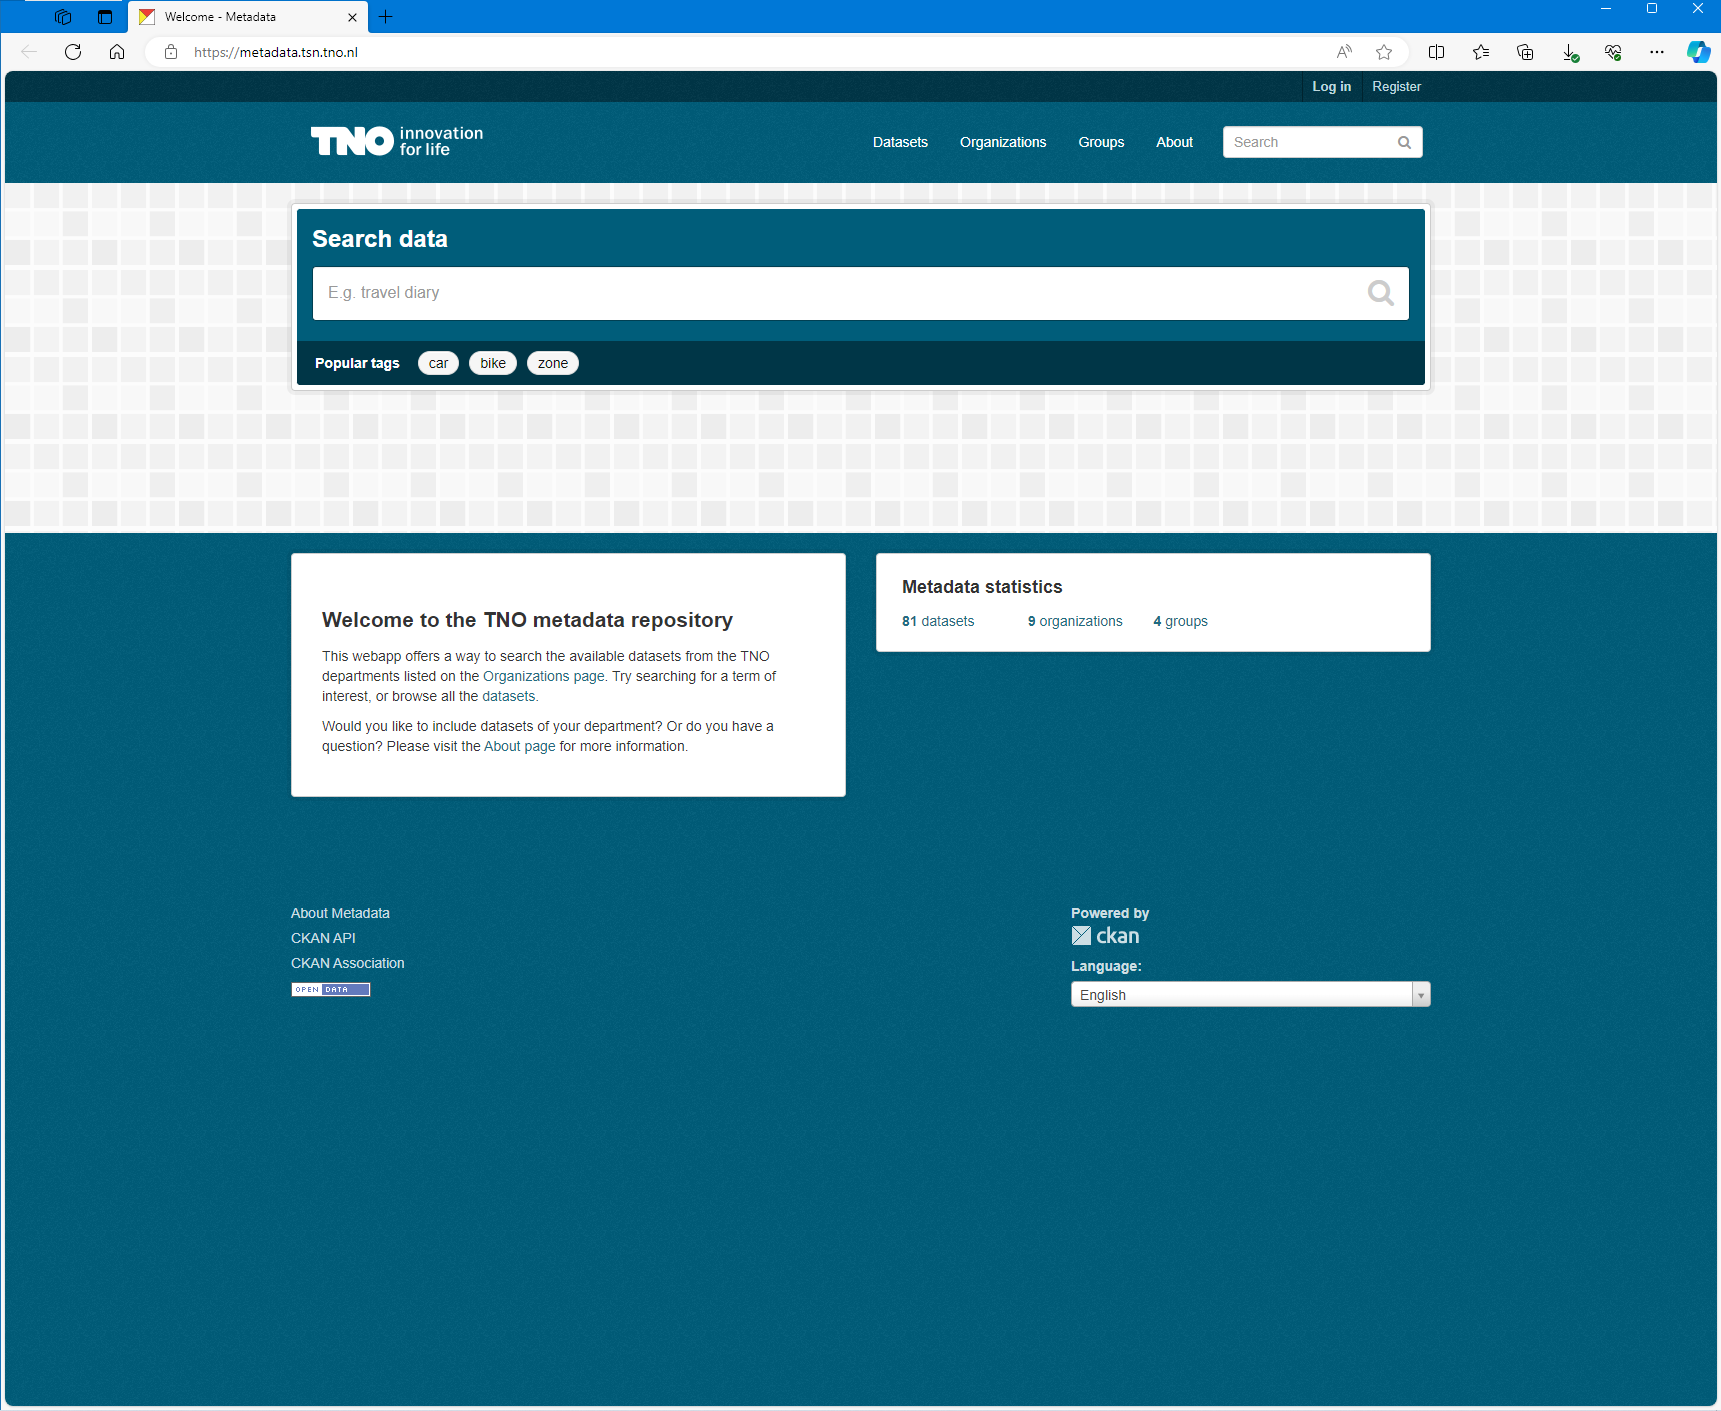 Welcome - Metadata
https://metadata.tsn.tno.nl
Log in Register
TNO innovation
for life
Datasets Organizations Groups About Search
Search data
E.g. travel diary
Popular tags car bike zone
Welcome to the TNO metadata repository
This webapp offers a way to search the available datasets from the TNO
departments listed on the Organizations page. Try searching for a term of
interest, or browse all the datasets.
Would you like to include datasets of your department? Or do you have a
question? Please visit the About page for more information.
Metadata statistics
81 datasets 9 organizations 4 groups
About Metadata
CKAN API
CKAN Association
OPEN DATA
Powered by
ckan
Language:
English